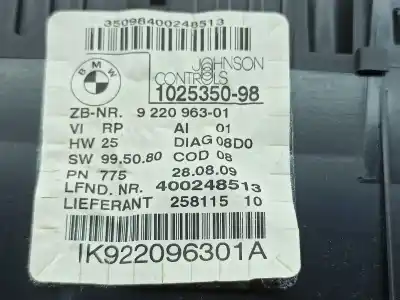 35098400248513
BMW
JOHNSON
CONTROLS
1025350-98
ZB-NR. 9 220 963-01
VI RP AI 01
HW 25 DIAG 08D0
SW 99.50.80 COD 08
PN 775 28.08.09
LFND. NR. 400248513
LIEFERANT 258115 10
IK922096301A